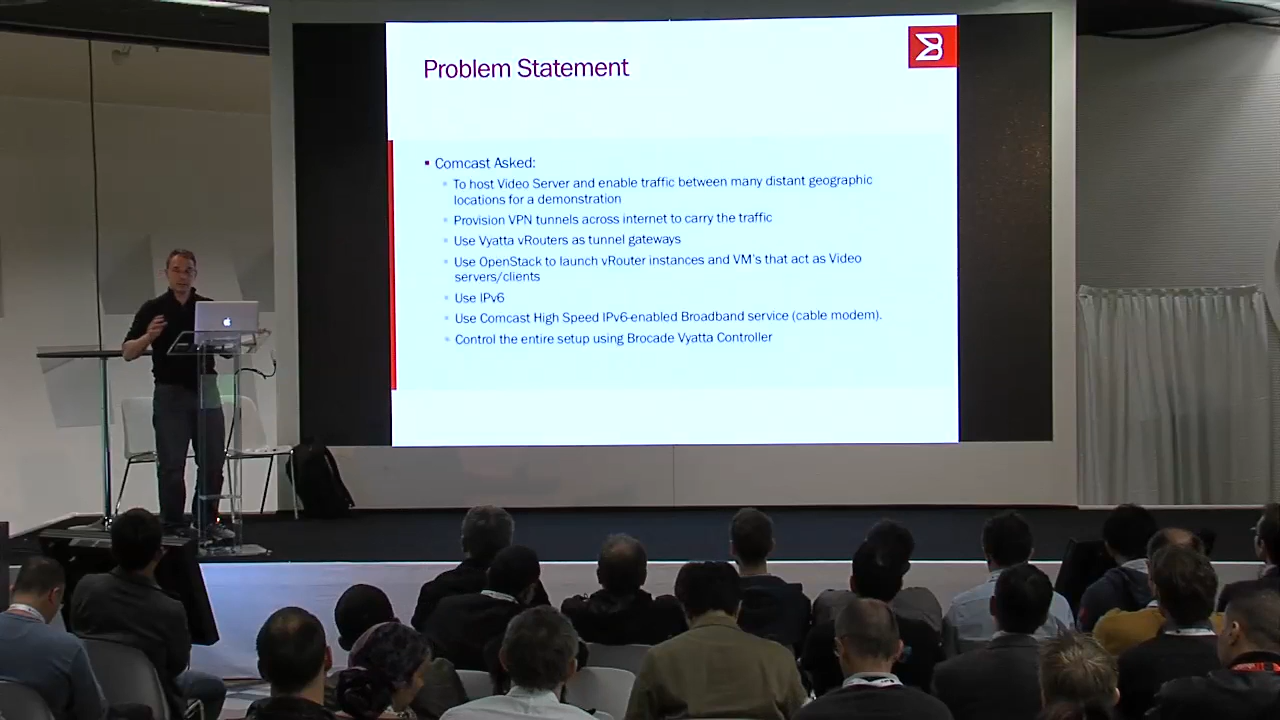 Problem Statement
Comcast Asked:
To host Video Server and enable traffic between many distant geographic
locations for a demonstration
Provision VPN tunnels across internet to carry the traffic
Use Vyatta vRouters as tunnel gateways
Use OpenStack to launch vRouter instances and VM's that act as Video
servers/clients
Use IPv6
Use Comcast High Speed IPv6-enabled Broadband service (cable modem).
Control the entire setup using Brocade Vyatta Controller